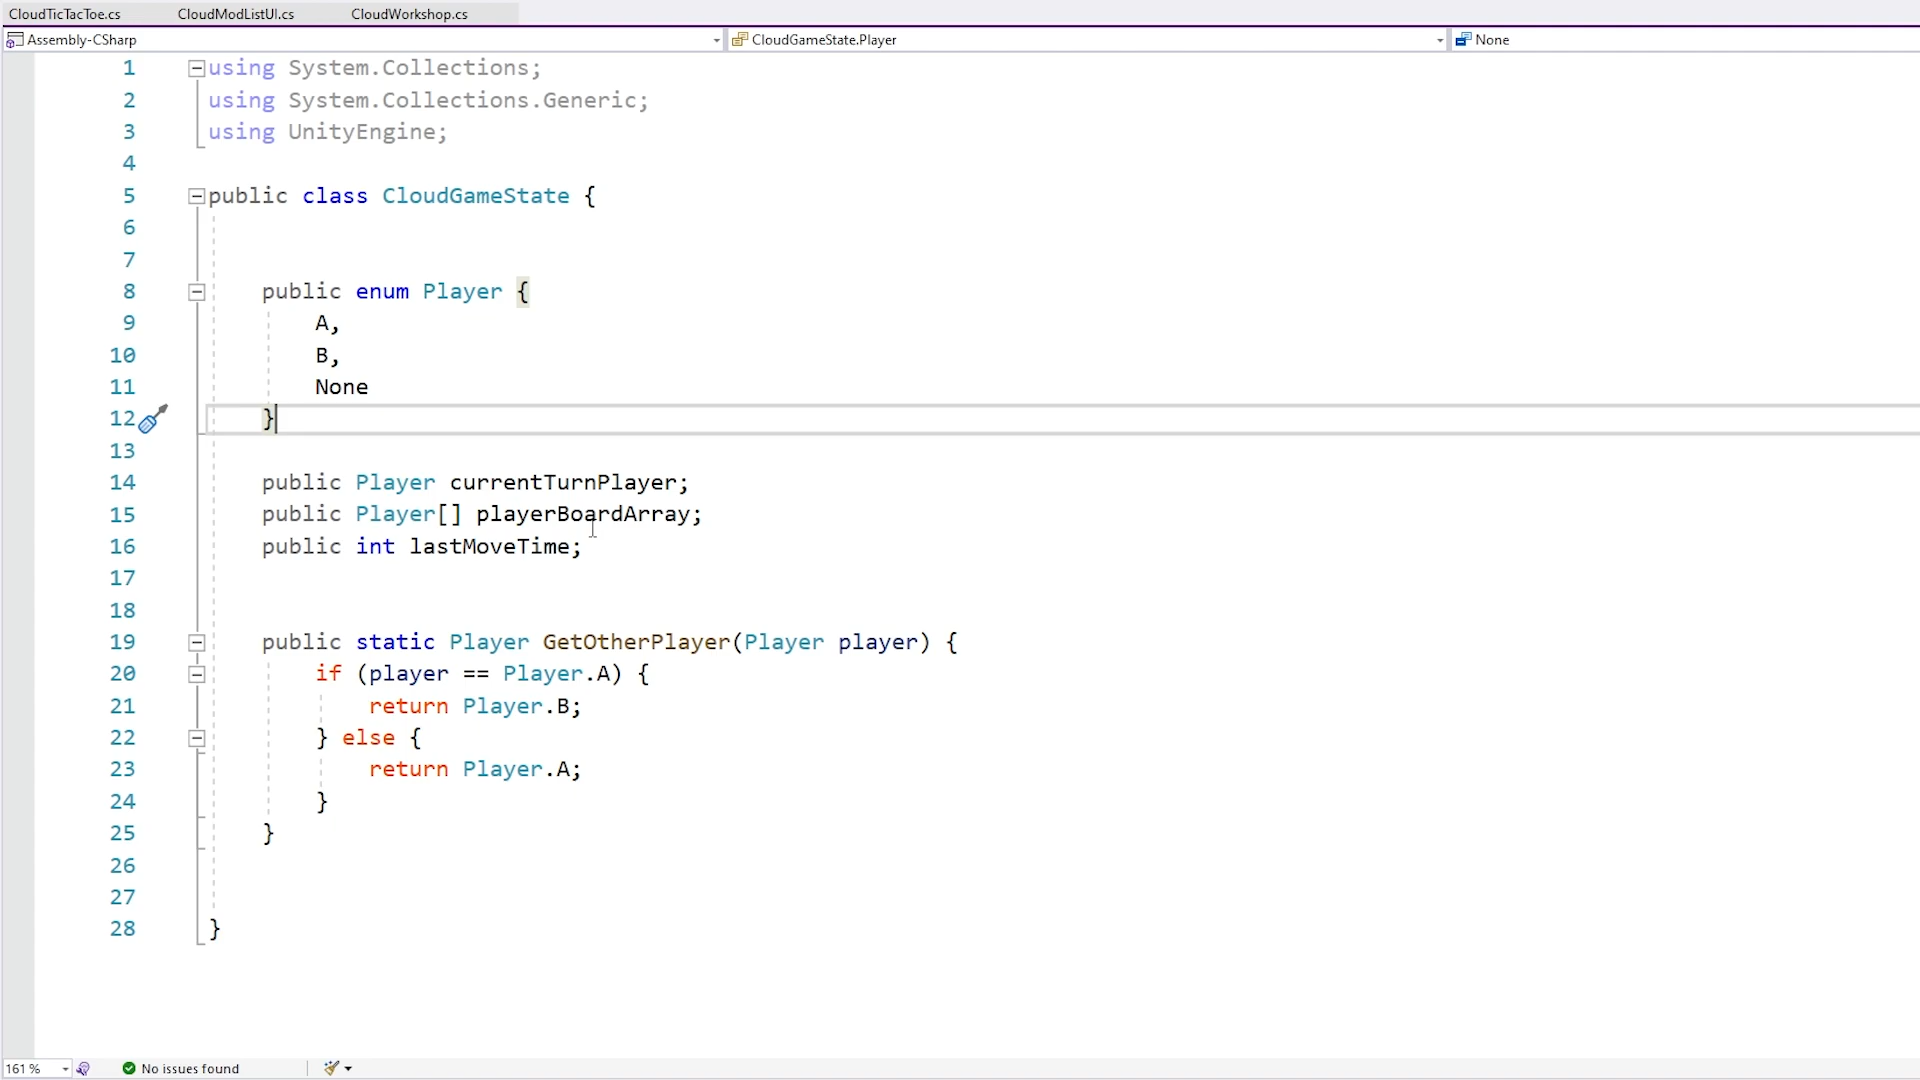 CloudTicTacToe.cs CloudModListUI.cs CloudWorkshop.cs
Assembly-CSharp CloudGameState.Player None
1 using System.Collections;
2 using System.Collections.Generic;
3 using UnityEngine;
4
5 public class CloudGameState {
6
7
8 public enum Player {
9 A,
10 B,
11 None
12 }
13
14 public Player currentTurnPlayer;
15 public Player[] playerBoardArray;
16 public int lastMoveTime;
17
18
19 public static Player GetOtherPlayer(Player player) {
20 if (player == Player.A) {
21 return Player.B;
22 } else {
23 return Player.A;
24 }
25 }
26
27
28 }
161 % No issues found